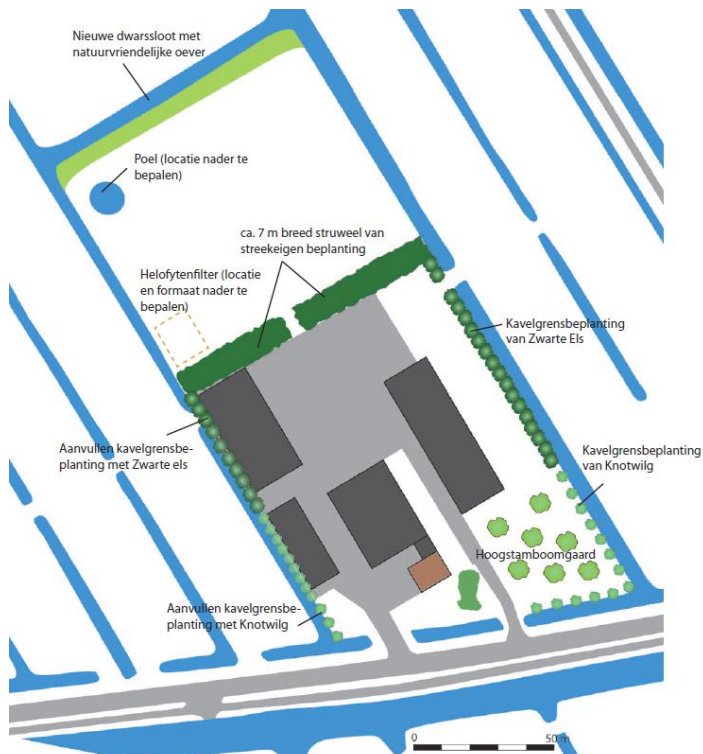 Nieuwe dwarssloot met
natuurvriendelijke oever
Poel (locatie nader te
bepalen)
ca. 7 m breed struweel van
streekeigen beplanting
Helofytenfilter (locatie
en formaat nader te
bepalen)
Kavelgrensbeplanting
van Zwarte Els
Aanvullen kavelgrensbe-
planting met Zwarte els
Kavelgrensbeplanting
van Knotwilg
Hoogstamboomgaard
Aanvullen kavelgrensbe-
planting met Knotwilg
0 50 m